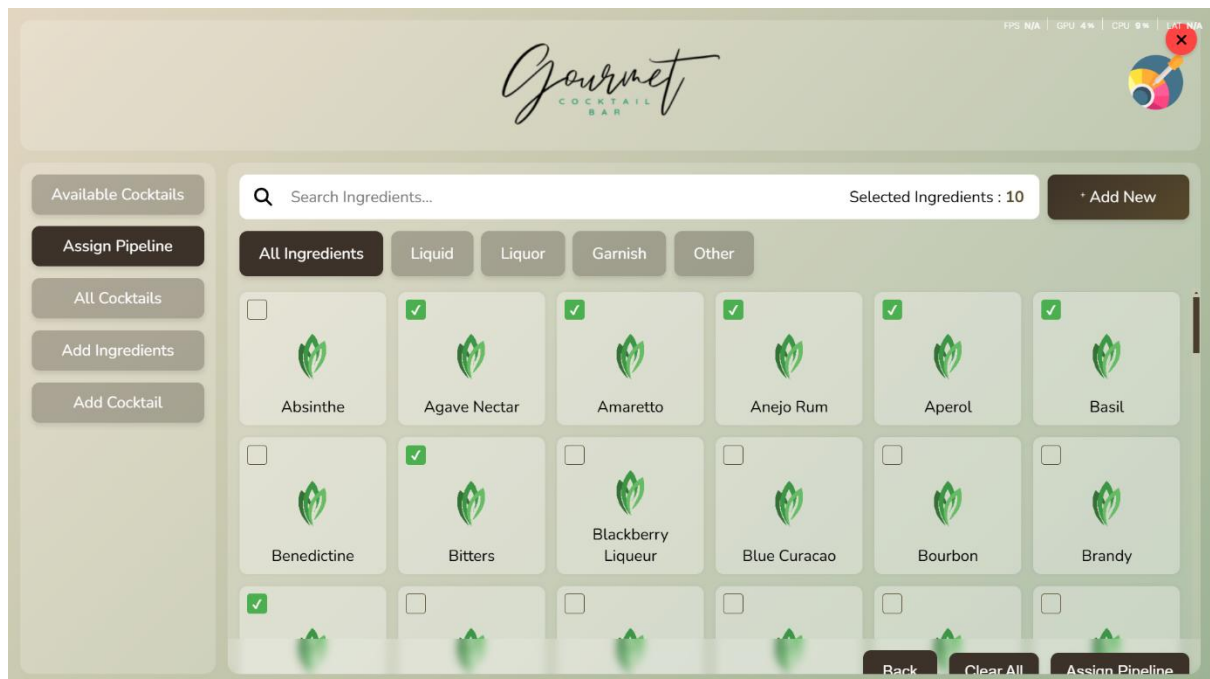 FPS N/A | GPU 4% | CPU 9% | LAT N/A
Gourmet
COCKTAIL
BAR
Available Cocktails
Assign Pipeline
All Cocktails
Add Ingredients
Add Cocktail
Search Ingredients...
Selected Ingredients : 10
+ Add New
All Ingredients
Liquid
Liquor
Garnish
Other
Absinthe
Agave Nectar
Amaretto
Anejo Rum
Aperol
Basil
Benedictine
Bitters
Blackberry
Liqueur
Blue Curacao
Bourbon
Brandy
Back
Clear All
Assign Pipeline